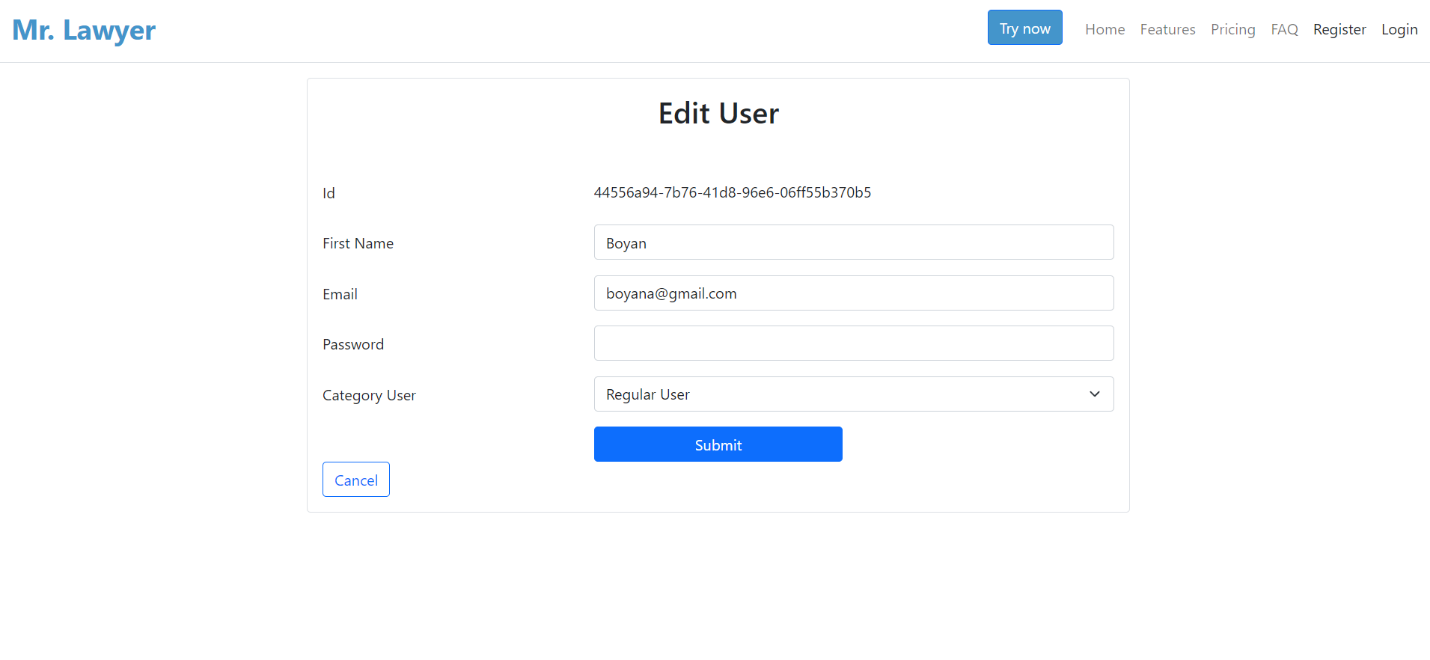 Mr. Lawyer
Try now Home Features Pricing FAQ Register Login
Edit User
Id 44556a94-7b76-41d8-96e6-06ff55b370b5
First Name Boyan
Email boyana@gmail.com
Password
Category User Regular User
Submit
Cancel